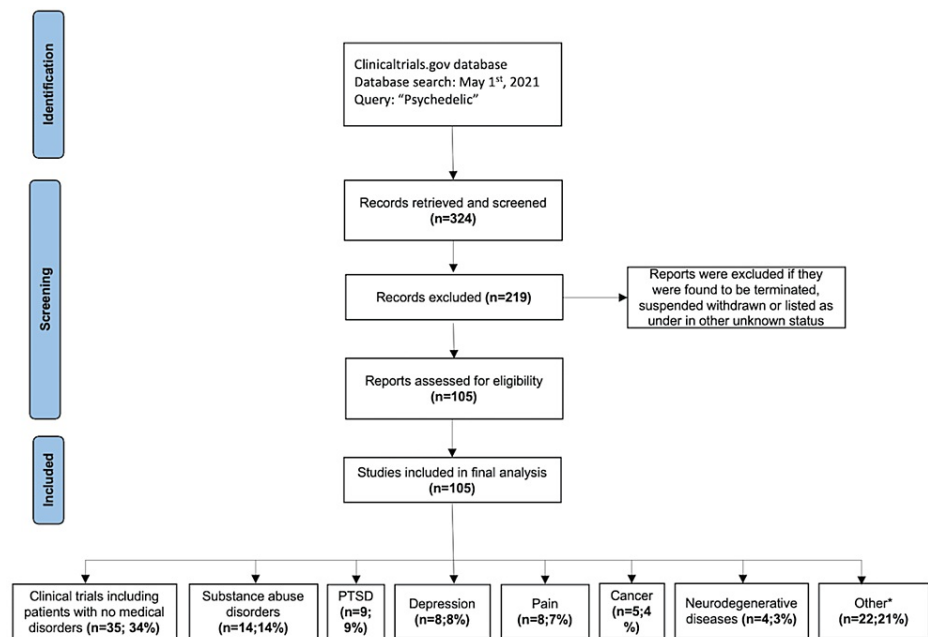 Identification
Clinicaltrials.gov database
Database search: May 1st, 2021
Query: “Psychedelic”
Screening
Records retrieved and screened
(n=324)
Records excluded (n=219)
Reports were excluded if they
were found to be terminated,
suspended withdrawn or listed as
under in other unknown status
Reports assessed for eligibility
(n=105)
Included
Studies included in final analysis
(n=105)
Clinical trials including
patients with no medical
disorders (n=35; 34%)
Substance abuse
disorders
(n=14;14%)
PTSD
(n=9;
9%)
Depression
(n=8;8%)
Pain
(n=8;7%)
Cancer
(n=5;4
%)
Neurodegenerative
diseases (n=4;3%)
Other*
(n=22;21%)